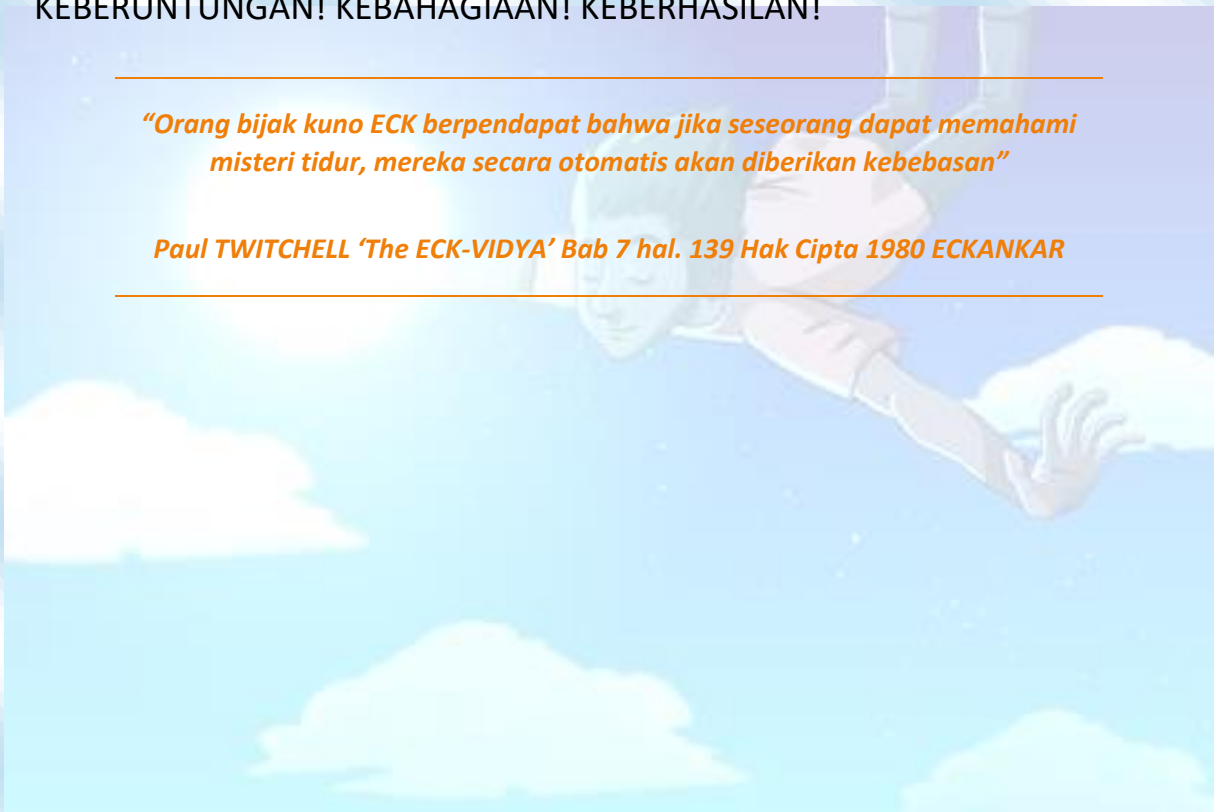 KEBERUNTUNGAN! KEBAHAGIAAN! KEBERHASILAN!
“Orang bijak kuno ECK berpendapat bahwa jika seseorang dapat memahami
misteri tidur, mereka secara otomatis akan diberikan kebebasan”
Paul TWITCHELL ‘The ECK-VIDYA’ Bab 7 hal. 139 Hak Cipta 1980 ECKANKAR